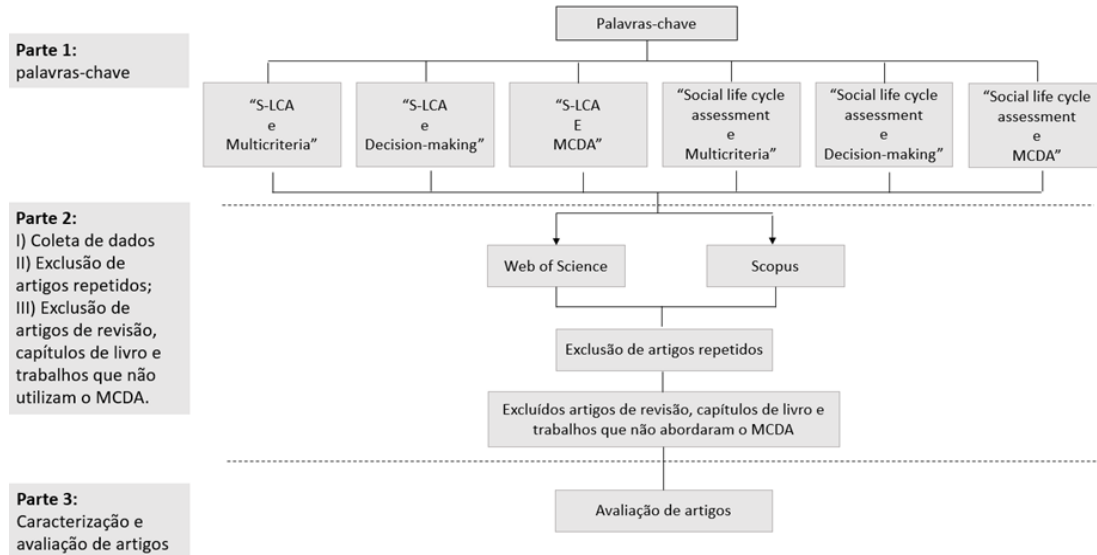 Palavras-chave
Parte 1:
palavras-chave
“S-LCA
e
Multicriteria”
“S-LCA
e
Decision-making”
“S-LCA
E
MCDA”
“Social life cycle
assessment
e
Multicriteria”
“Social life cycle
assessment
e
Decision-making”
“Social life cycle
assessment
e
MCDA”
Parte 2:
I) Coleta de dados
II) Exclusão de
artigos repetidos;
III) Exclusão de
artigos de revisão,
capítulos de livro e
trabalhos que não
utilizam o MCDA.
Web of Science
Scopus
Exclusão de artigos repetidos
Excluídos artigos de revisão, capítulos de livro e
trabalhos que não abordaram o MCDA
Parte 3:
Caracterização e
avaliação de artigos
Avaliação de artigos